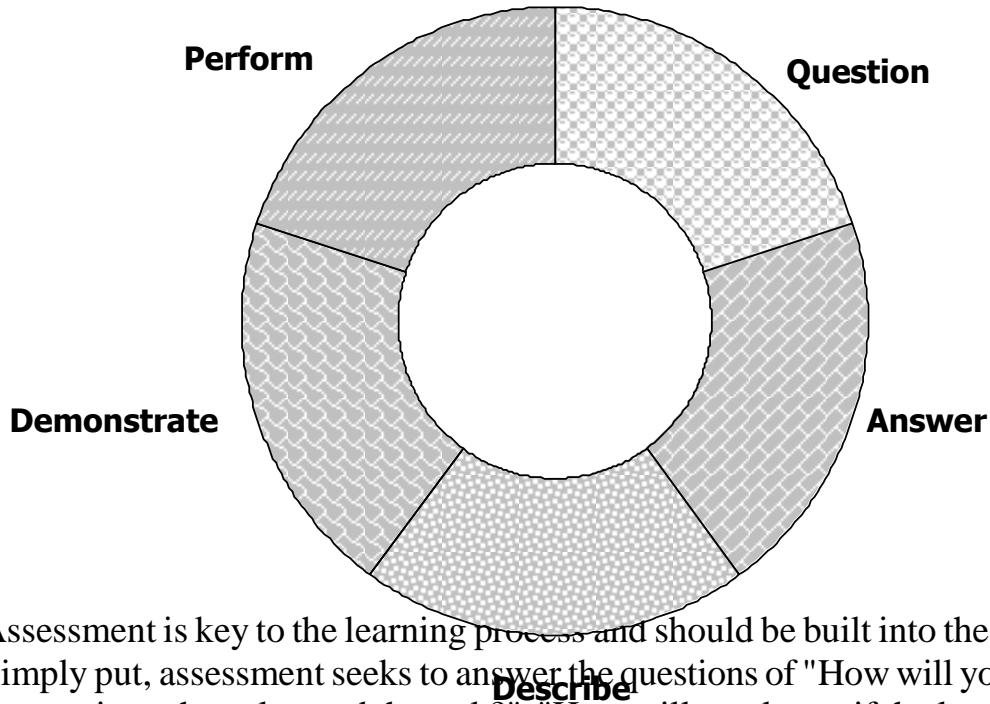 Perform
Question
Demonstrate
Answer
Assessment is key to the learning process and should be built into the
imply put, assessment seeks to answer the questions of "How will yo
Describe